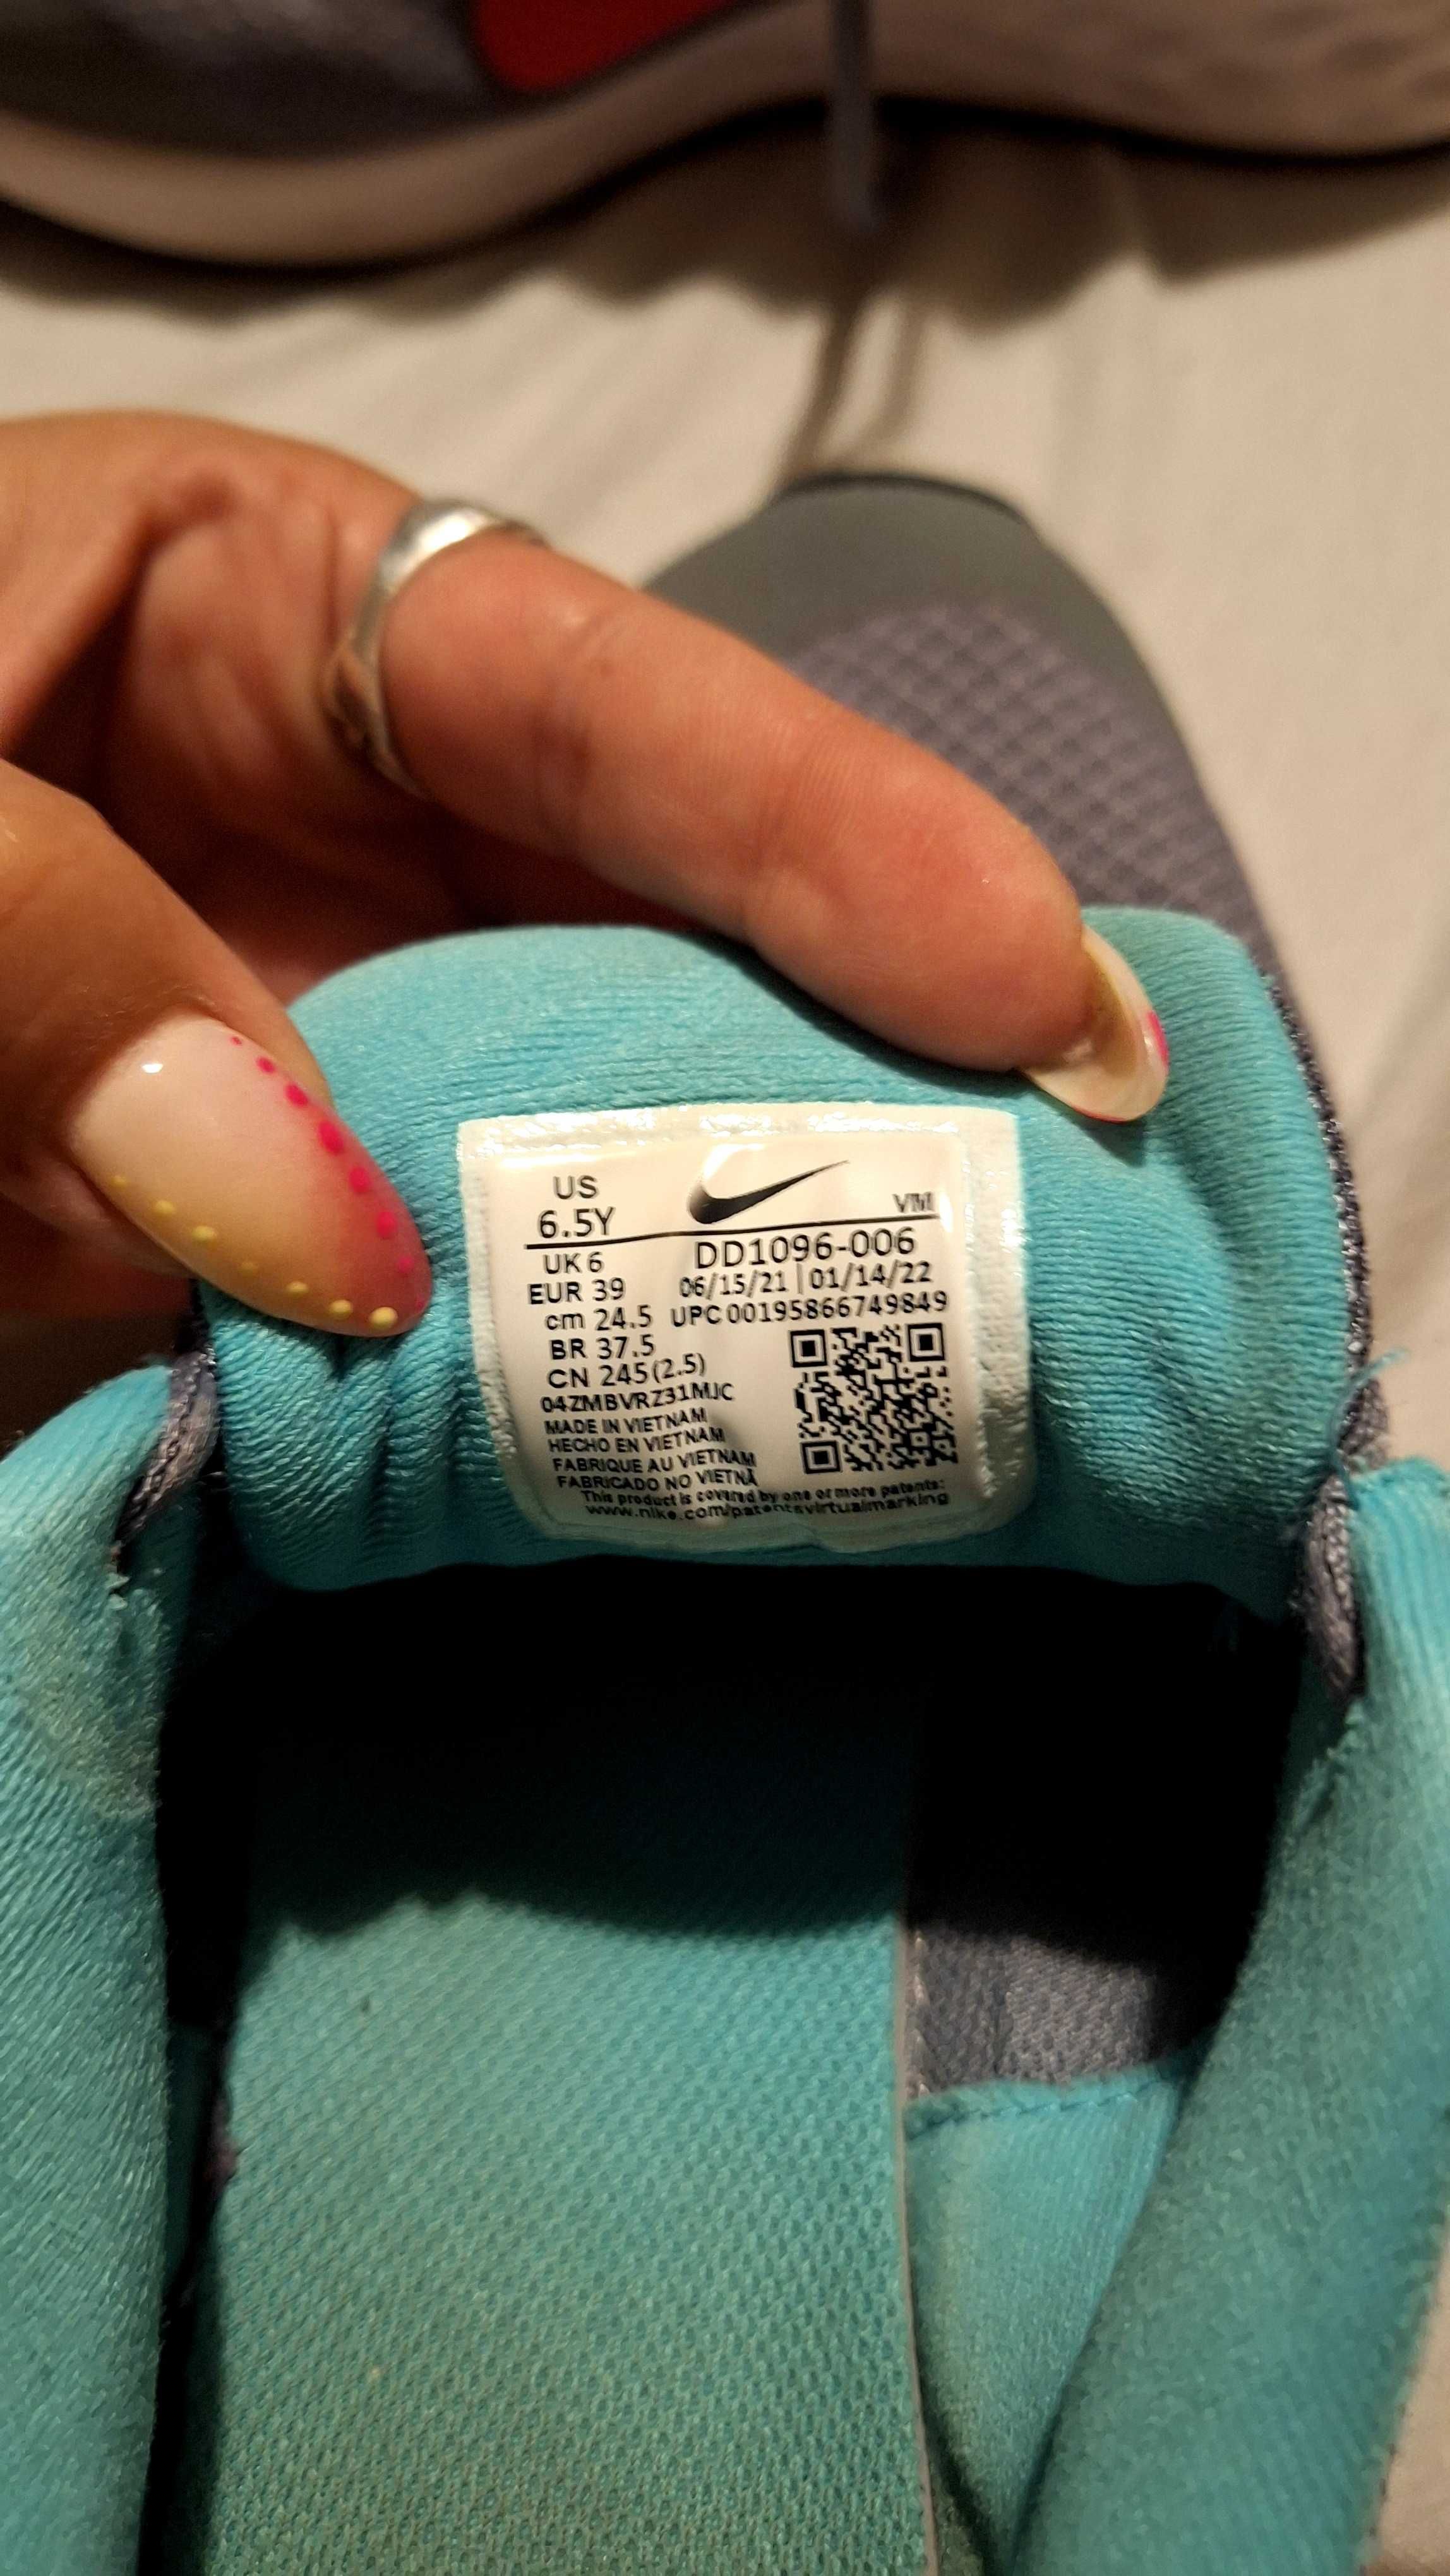 US
6.5Y
VM
UK 6
DD1096-006
EUR 39
06/15/21 | 01/14/22
cm 24.5
UPC 00195866749849
BR 37.5
CN 245(2.5)
04ZMBVRZ31MJC
MADE IN VIETNAM
HECHO EN VIETNAM
FABRIQUE AU VIETNAM
FABRICADO NO VIETNÃ
This product is covered by one or more patents:
www.nike.com/patentsvirtualmarking